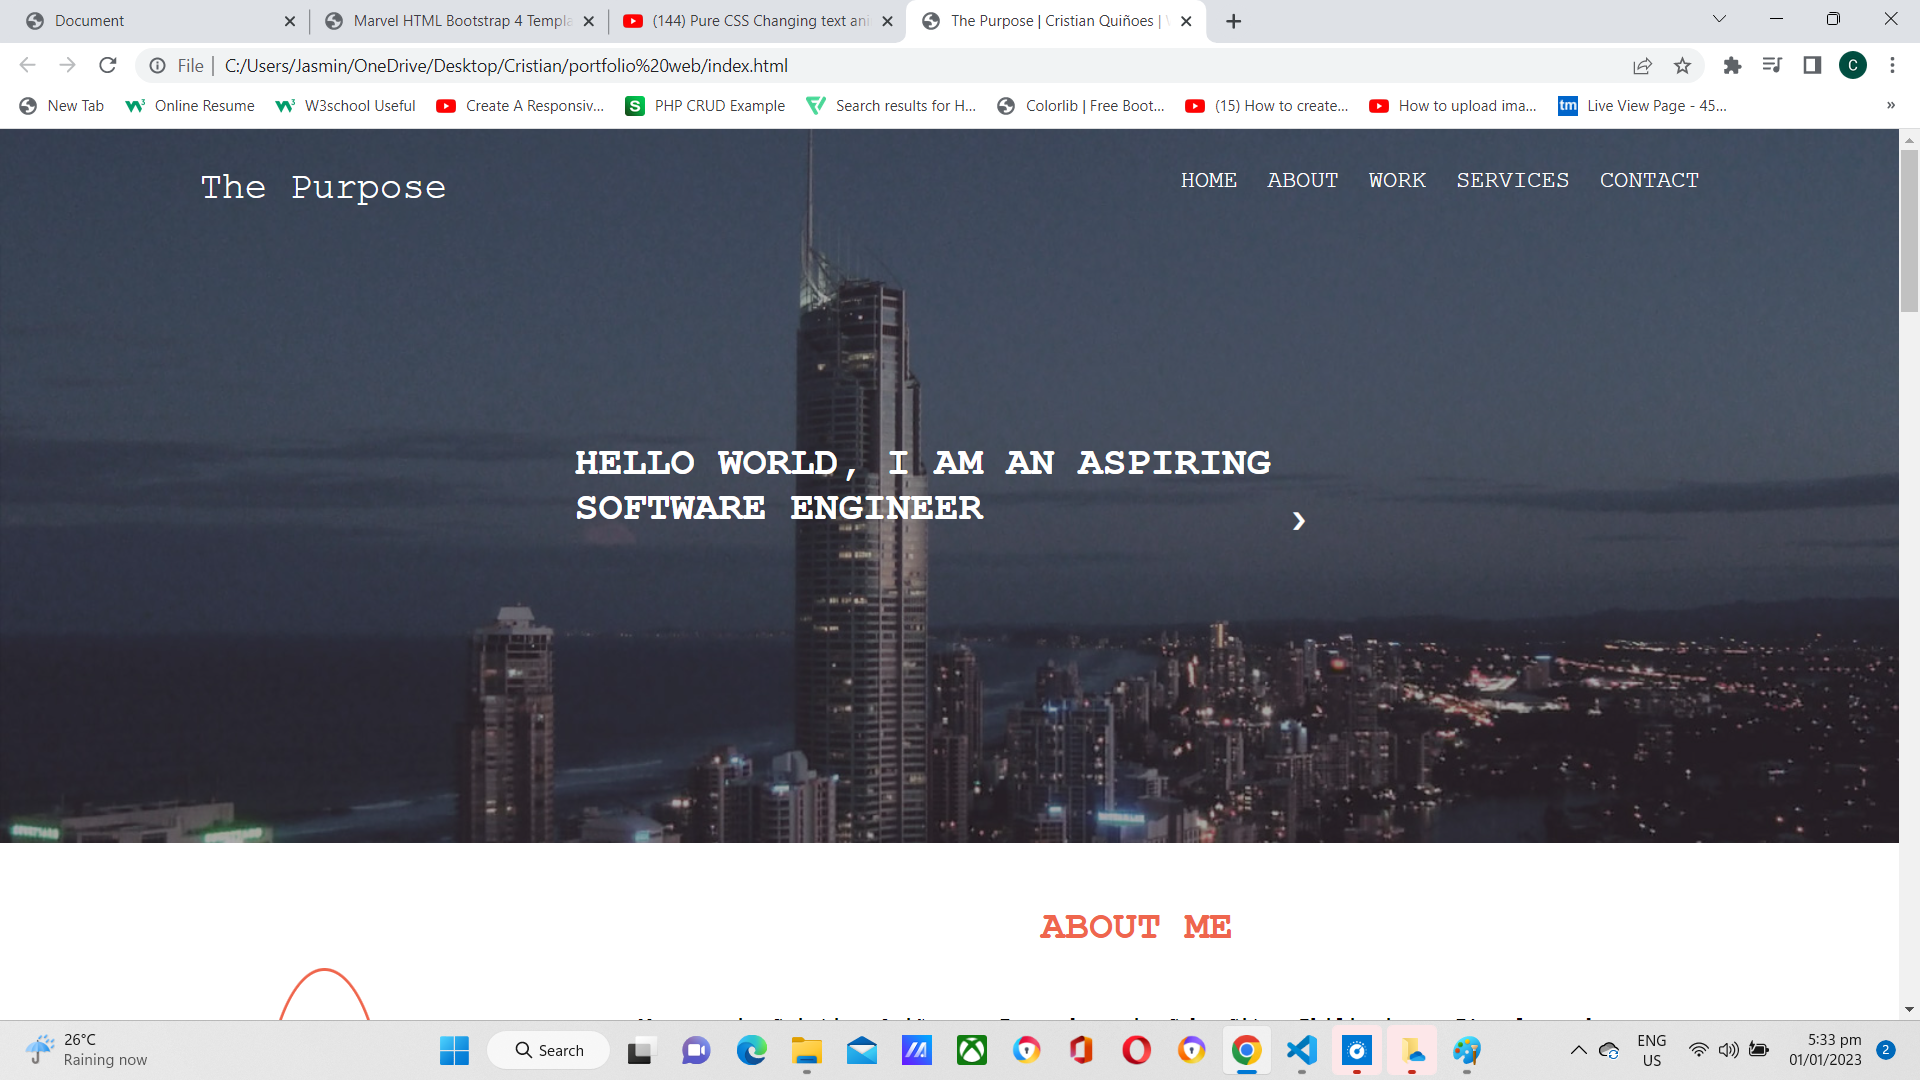 Document
Marvel HTML Bootstrap 4 Templa
(144) Pure CSS Changing text ani
The Purpose | Cristian Quiñoes |
File
C:/Users/Jasmin/OneDrive/Desktop/Cristian/portfolio%20web/index.html
C
New Tab
Online Resume
W3school Useful
Create A Responsiv...
S
PHP CRUD Example
Search results for H...
Colorlib | Free Boot...
(15) How to create...
How to upload ima...
tm
Live View Page - 45...
»
The Purpose
HOME
ABOUT
WORK
SERVICES
CONTACT
HELLO WORLD, I AM AN ASPIRING
SOFTWARE ENGINEER
›
ABOUT ME
26°C
Raining now
Search
ENG
US
5:33 pm
01/01/2023
2